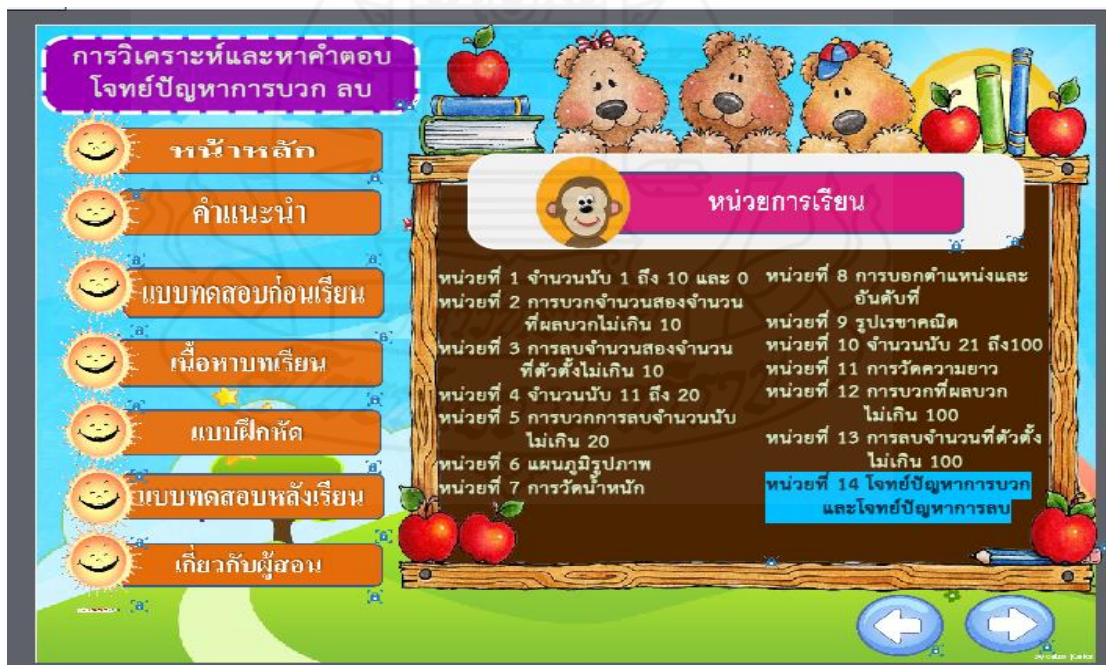 การวิเคราะห์และหาคำตอบ
โจทย์ปัญหาการบวก ลบ
หน้าหลัก
คำแนะนำ
แบบทดสอบก่อนเรียน
เนื้อหาบทเรียน
แบบฝึกหัด
แบบทดสอบหลังเรียน
เกี่ยวกับผู้สอน
หน่วยการเรียน
หน่วยที่ 1 จำนวนนับ 1 ถึง 10 และ 0
หน่วยที่ 2 การบวกจำนวนสองจำนวน
ที่ผลบวกไม่เกิน 10
หน่วยที่ 3 การลบจำนวนสองจำนวน
ที่ตัวตั้งไม่เกิน 10
หน่วยที่ 4 จำนวนนับ 11 ถึง 20
หน่วยที่ 5 การบวกการลบจำนวนนับ
ไม่เกิน 20
หน่วยที่ 6 แผนภูมิรูปภาพ
หน่วยที่ 7 การวัดน้ำหนัก
หน่วยที่ 8 การบอกตำแหน่งและ
อันดับที่
หน่วยที่ 9 รูปเรขาคณิต
หน่วยที่ 10 จำนวนนับ 21 ถึง100
หน่วยที่ 11 การวัดความยาว
หน่วยที่ 12 การบวกที่ผลบวก
ไม่เกิน 100
หน่วยที่ 13 การลบจำนวนที่ตัวตั้ง
ไม่เกิน 100
หน่วยที่ 14 โจทย์ปัญหาการบวก
และโจทย์ปัญหาการลบ